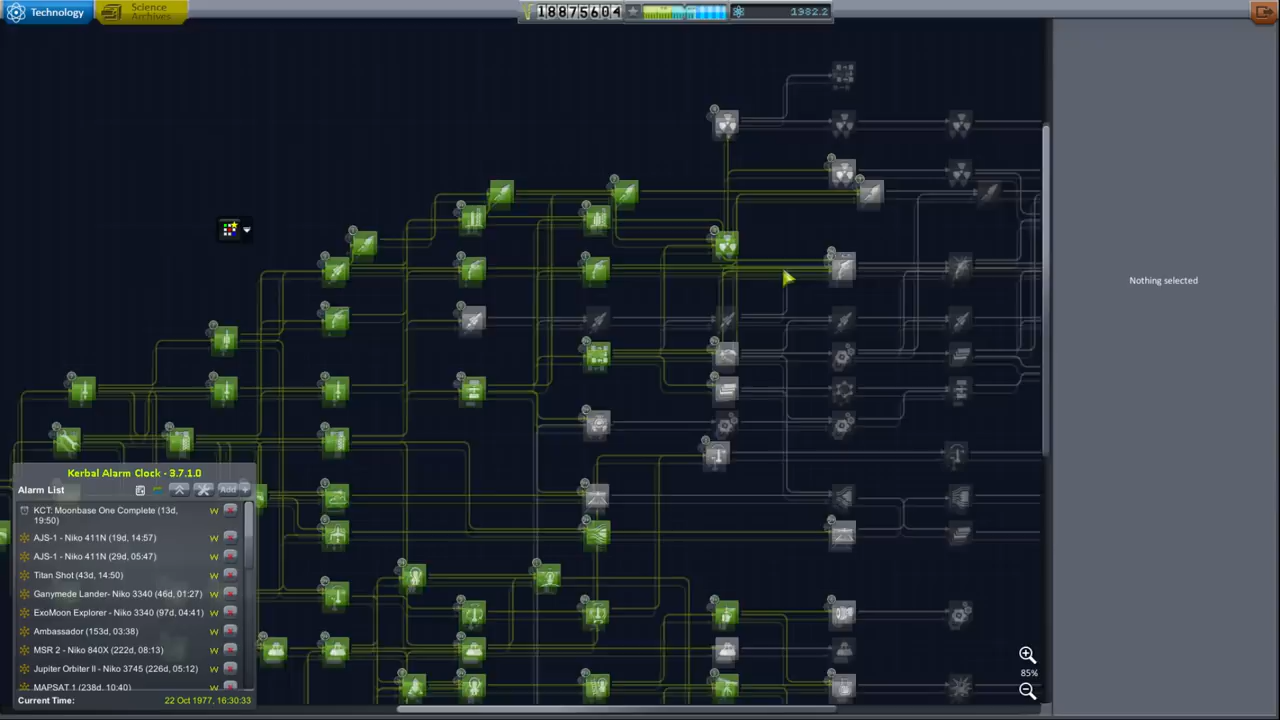 Technology
Science
Archives
18875604
1982.2
Nothing selected
Kerbal Alarm Clock - 3.7.1.0
Alarm List
Add
KCT: Moonbase One Complete (13d,
19:50)
W
AJS-1 - Niko 411N (19d, 14:57)
W
AJS-1 - Niko 411N (29d, 05:47)
W
Titan Shot (43d, 14:50)
W
Ganymede Lander- Niko 3340 (46d, 01:27)
W
ExoMoon Explorer - Niko 3340 (97d, 04:41)
W
Ambassador (153d, 03:38)
W
MSR 2 - Niko 840X (222d, 08:13)
W
Jupiter Orbiter II - Niko 3745 (226d, 05:12)
W
MAPSAT 1 (238d, 10:40)
W
Current Time:
22 Oct 1977, 16:30:33
85%